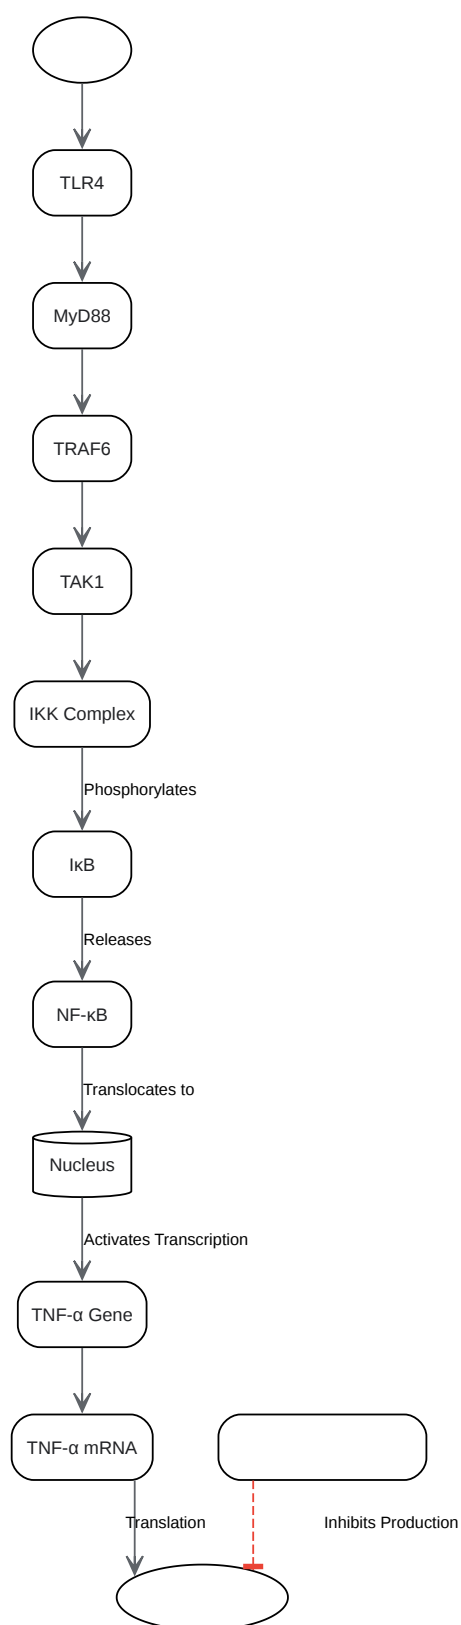 TLR4
MyD88
TRAF6
TAK1
IKK Complex
Phosphorylates
IκB
Releases
NF-κB
Translocates to
Nucleus
Activates Transcription
TNF-α Gene
TNF-α mRNA
Translation
Inhibits Production